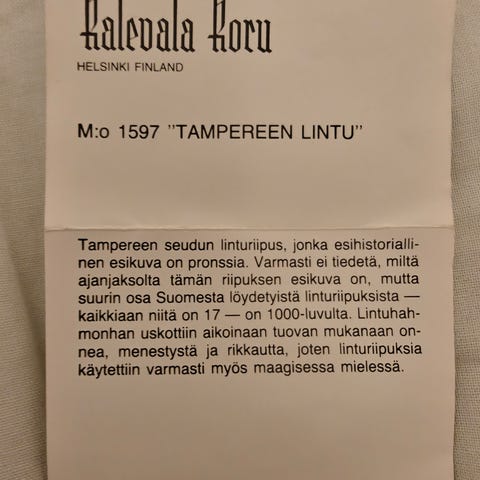 Kalevala Koru
HELSINKI FINLAND
M:o 1597 "TAMPEREEN LINTU"
Tampereen seudun linturiipus, jonka esihistorialli-
nen esikuva on pronssia. Varmasti ei tiedetä, miltä
ajanjaksolta tämän riipuksen esikuva on, mutta
suurin osa Suomesta löydetyistä linturiipuksista —
kaikkiaan niitä on 17 — on 1000-luvulta. Lintuhah-
monhan uskottiin aikoinaan tuovan mukanaan on-
nea, menestystä ja rikkautta, joten linturiipuksia
käytettiin varmasti myös maagisessa mielessä.